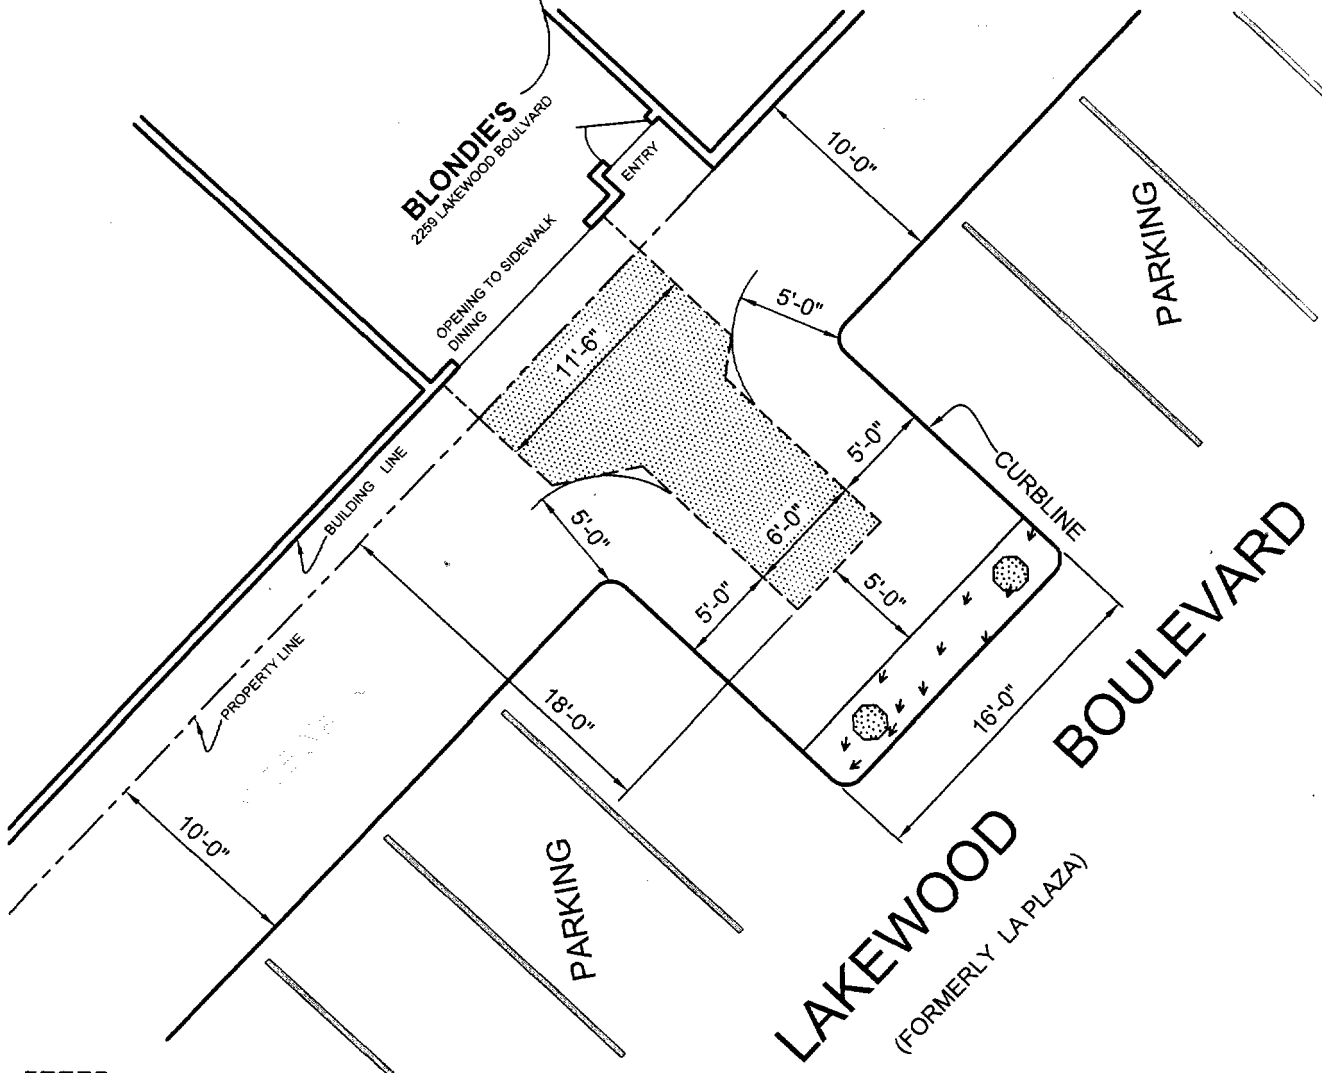 BLONDIE'S
2259 LAKEWOOD BOULVARD
ENTRY
10'-0"
PARKING
OPENING TO SIDEWALK
DINING
11'-6"
5'-0"
5'-0"
CURBLINE
BUILDING LINE
5'-0"
6'-0"
5'-0"
5'-0"
PROPERTY LINE
18'-0"
16'-0"
10'-0"
PARKING
LAKEWOOD BOULEVARD
(FORMERLY LA PLAZA)